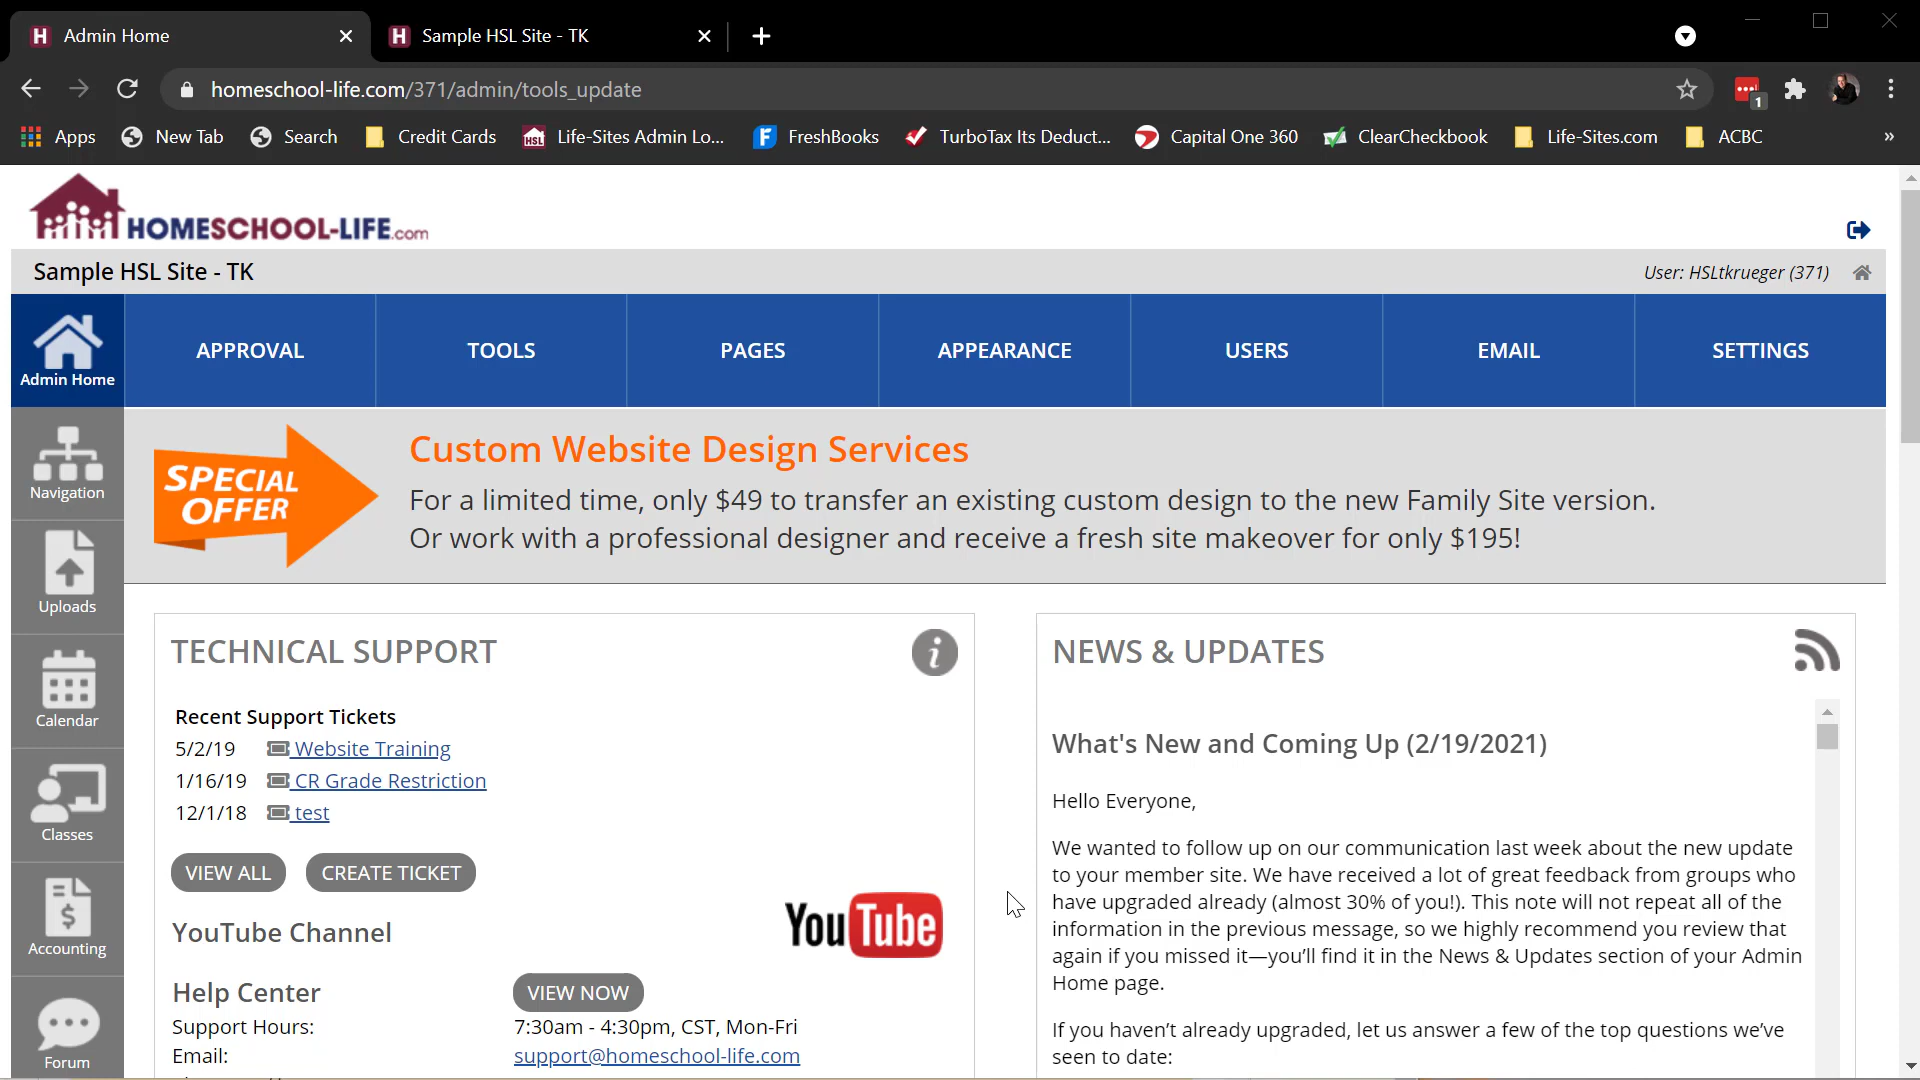 Admin Home
Sample HSL Site - TK
homeschool-life.com/371/admin/tools_update
1
Apps
New Tab
Search
Credit Cards
Life-Sites Admin Lo...
FreshBooks
TurboTax Its Deduct...
Capital One 360
ClearCheckbook
Life-Sites.com
ACBC
»
HOMESCHOOL-LIFE.com
Sample HSL Site - TK
User: HSLtkrueger (371)
Admin Home
APPROVAL
TOOLS
PAGES
APPEARANCE
USERS
EMAIL
SETTINGS
Navigation
Uploads
Calendar
Classes
Accounting
Forum
SPECIAL
OFFER
Custom Website Design Services
For a limited time, only $49 to transfer an existing custom design to the new Family Site version.
Or work with a professional designer and receive a fresh site makeover for only $195!
TECHNICAL SUPPORT
Recent Support Tickets
5/2/19 Website Training
1/16/19 CR Grade Restriction
12/1/18 test
VIEW ALL
CREATE TICKET
YouTube Channel
YouTube
Help Center
VIEW NOW
Support Hours: 7:30am - 4:30pm, CST, Mon-Fri
Email: support@homeschool-life.com
NEWS & UPDATES
What's New and Coming Up (2/19/2021)
Hello Everyone,
We wanted to follow up on our communication last week about the new update
to your member site. We have received a lot of great feedback from groups who
have upgraded already (almost 30% of you!). This note will not repeat all of the
information in the previous message, so we highly recommend you review that
again if you missed it—you'll find it in the News & Updates section of your Admin
Home page.
If you haven't already upgraded, let us answer a few of the top questions we've
seen to date: